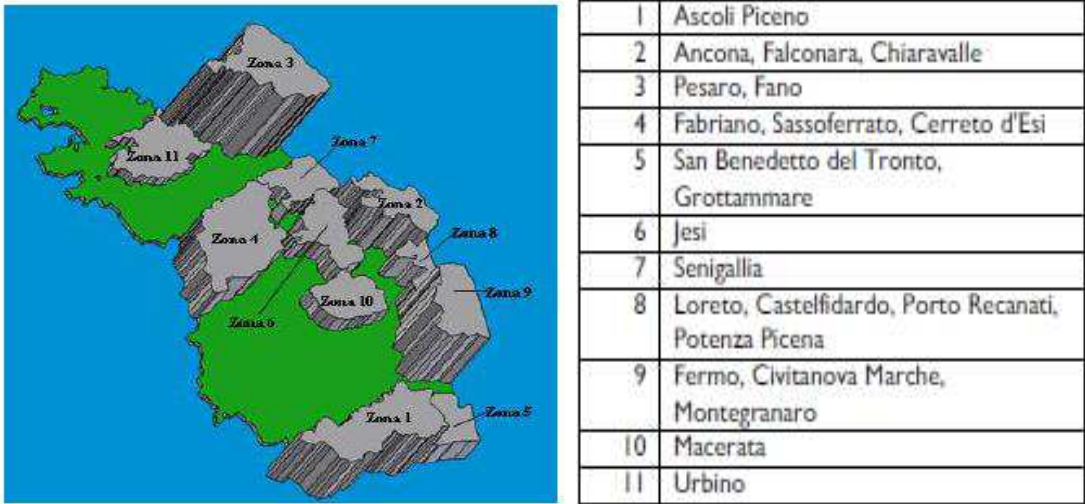 Zona 3
Zona 7
Zona 11
Zona 2
Zona 4
Zona 8
Zona 9
Zona 10
Zona 6
Zona 1
Zona 5
1 Ascoli Piceno
2 Ancona, Falconara, Chiaravalle
3 Pesaro, Fano
4 Fabriano, Sassoferrato, Cerreto d'Esi
5 San Benedetto del Tronto,
Grottammare
6 Jesi
7 Senigallia
8 Loreto, Castelfidardo, Porto Recanati,
Potenza Picena
9 Fermo, Civitanova Marche,
Montegranaro
10 Macerata
11 Urbino